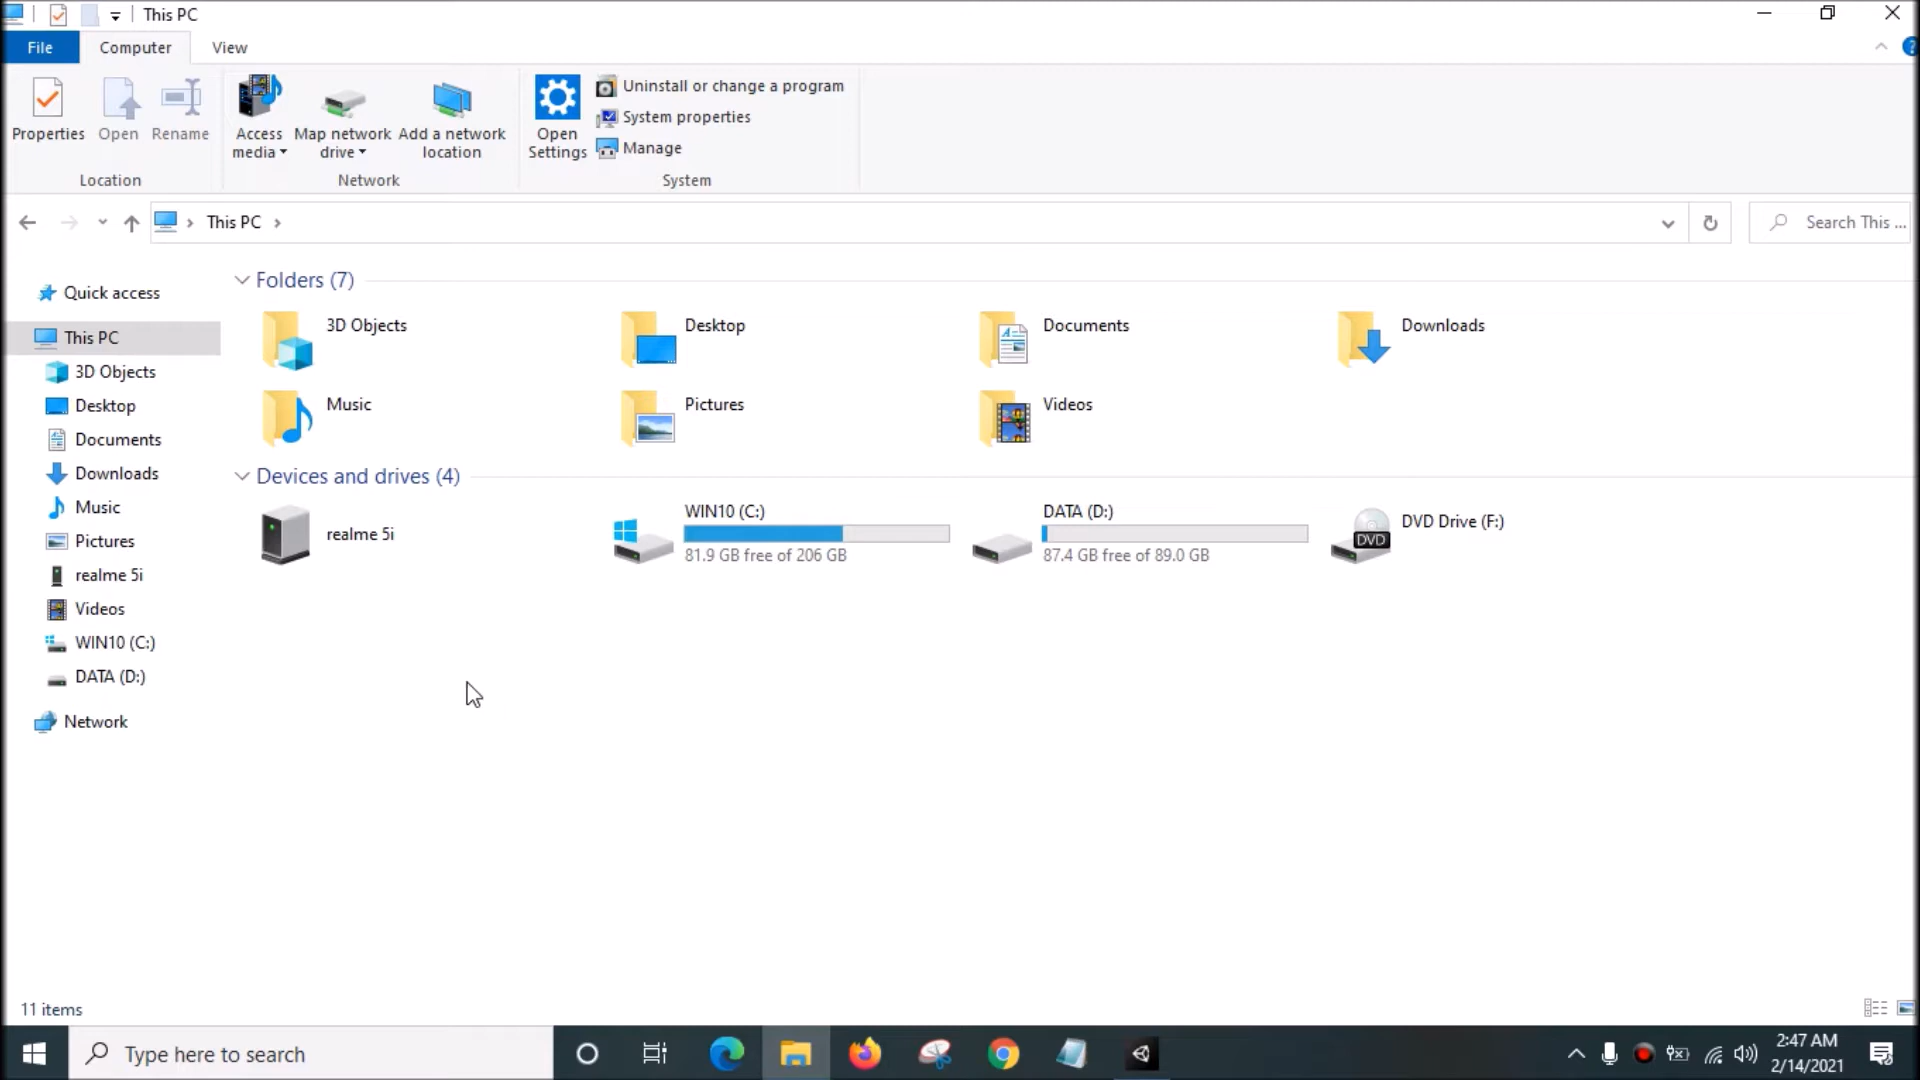 This PC
File Computer View
Properties Open Rename
Access media Map network drive Add a network location
Open Settings
Uninstall or change a program
System properties
Manage
Location Network System
This PC
Search This ...
Quick access
This PC
3D Objects
Desktop
Documents
Downloads
Music
Pictures
realme 5i
Videos
WIN10 (C:)
DATA (D:)
Network
Folders (7)
3D Objects Desktop Documents Downloads
Music Pictures Videos
Devices and drives (4)
realme 5i
WIN10 (C:)
81.9 GB free of 206 GB
DATA (D:)
87.4 GB free of 89.0 GB
DVD Drive (F:)
DVD
11 items
Type here to search
2:47 AM
2/14/2021